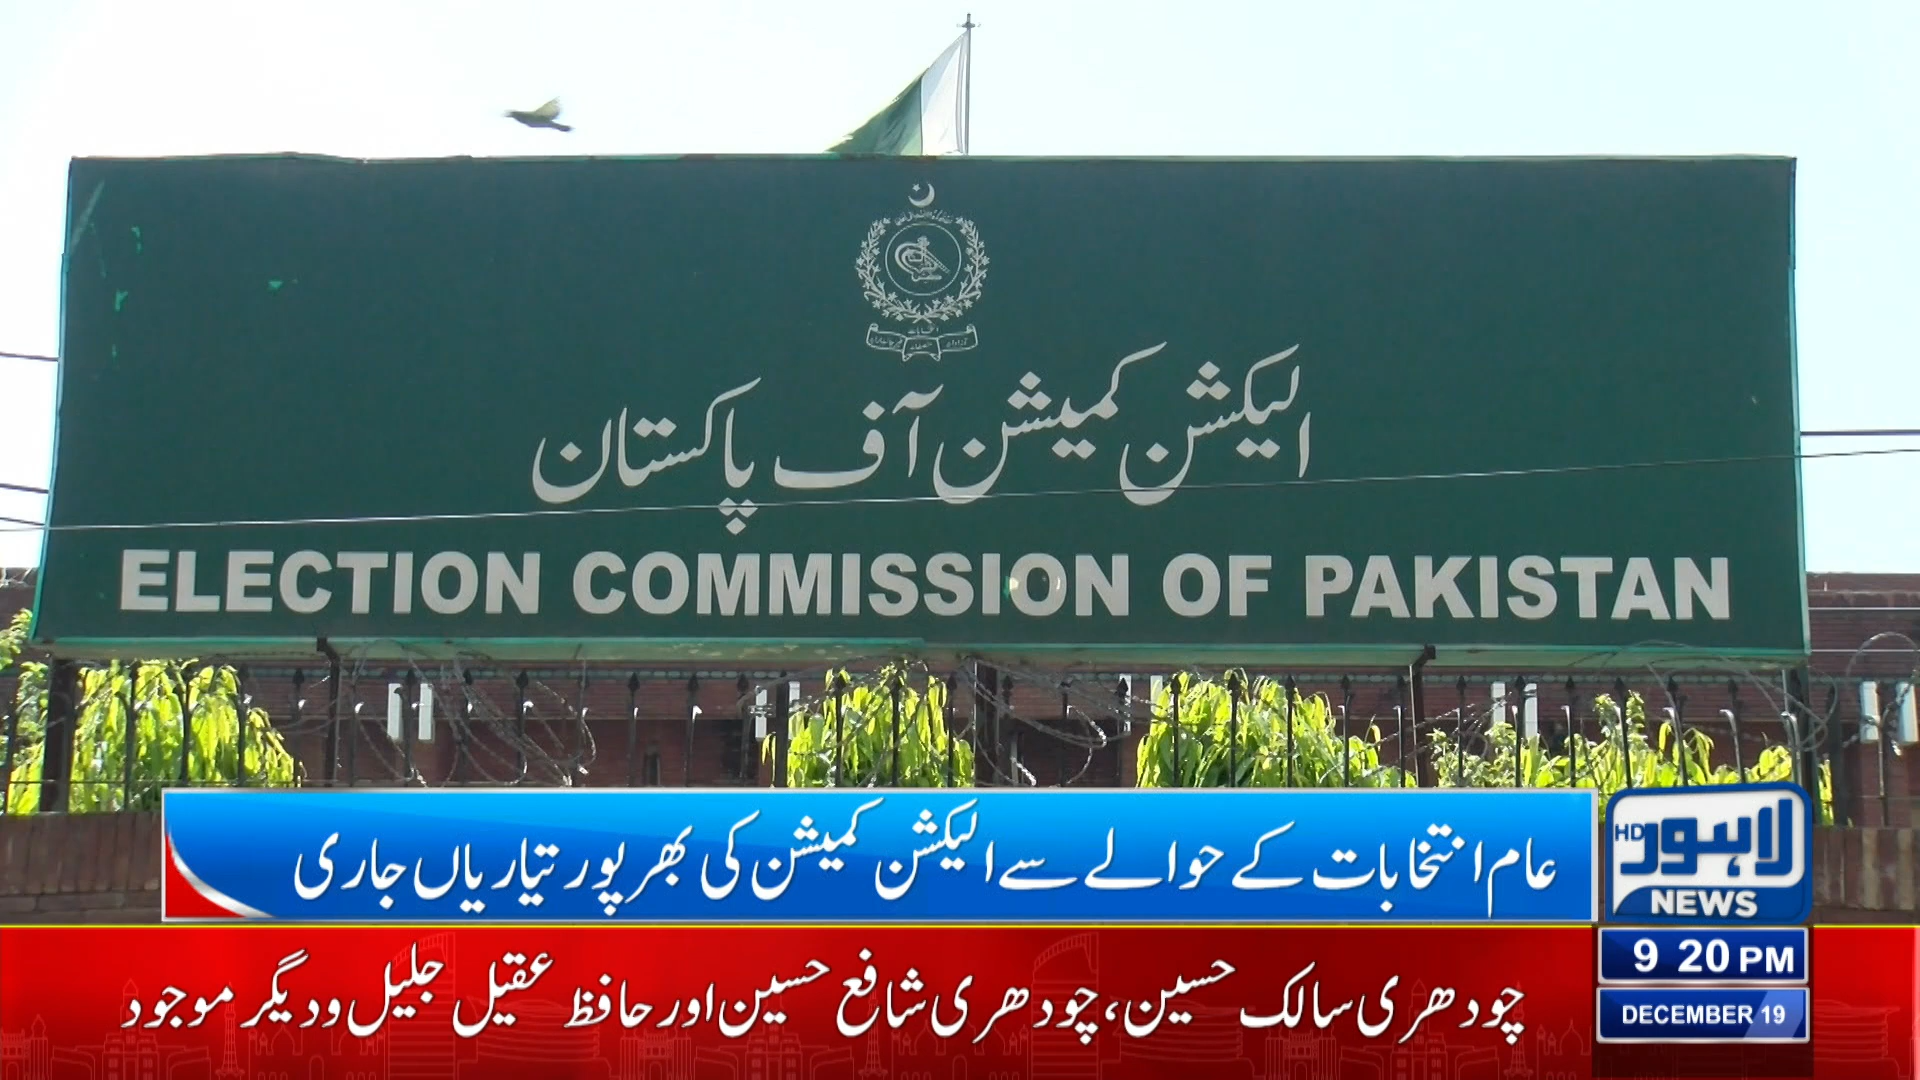 الیکشن کمیشن آف پاکستان
ELECTION COMMISSION OF PAKISTAN
عام انتخابات کے حوالے سے الیکشن کمیشن کی بھرپور تیاریاں جاری
HD لاہور
NEWS
9 20 PM
چودھری سالک حسین، چودھری شافع حسین اور حافظ عقیل جلیل و دیگر موجود
DECEMBER 19